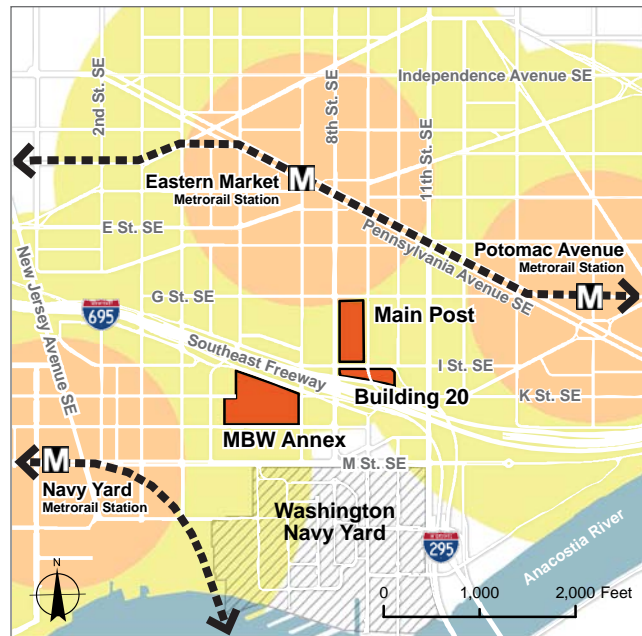 Independence Avenue SE
2nd St. SE
8th St. SE
11th St. SE
Eastern Market
Metrorail Station
M
E St. SE
Pennsylvania Avenue SE
Potomac Avenue
Metrorail Station
M
New Jersey Avenue SE
G St. SE
695
Main Post
Southeast Freeway
I St. SE
Building 20
K St. SE
MBW Annex
M St. SE
M
Navy Yard
Metrorail Station
Washington
Navy Yard
295
Anacostia River
N
0 1,000 2,000 Feet